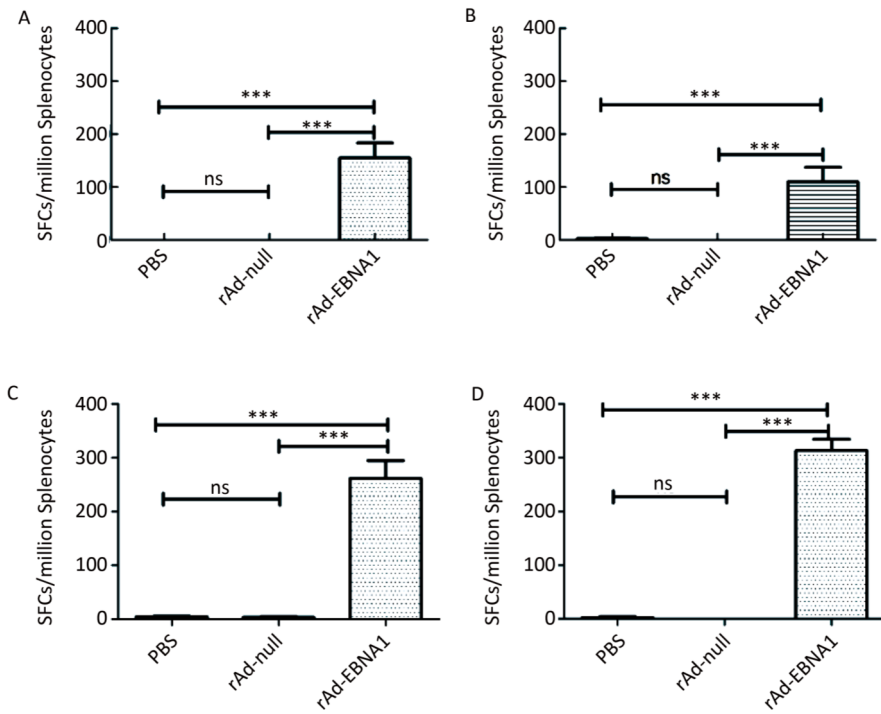 A
SFCs/million Splenocytes
400
300
200
100
0
***
***
ns
PBS
rAd-null
rAd-EBNA1
B
SFCs/million Splenocytes
400
300
200
100
0
***
***
ns
PBS
rAd-null
rAd-EBNA1
C
SFCs/million Splenocytes
400
300
200
100
0
***
***
ns
PBS
rAd-null
rAd-EBNA1
D
SFCs/million Splenocytes
400
300
200
100
0
***
***
ns
PBS
rAd-null
rAd-EBNA1